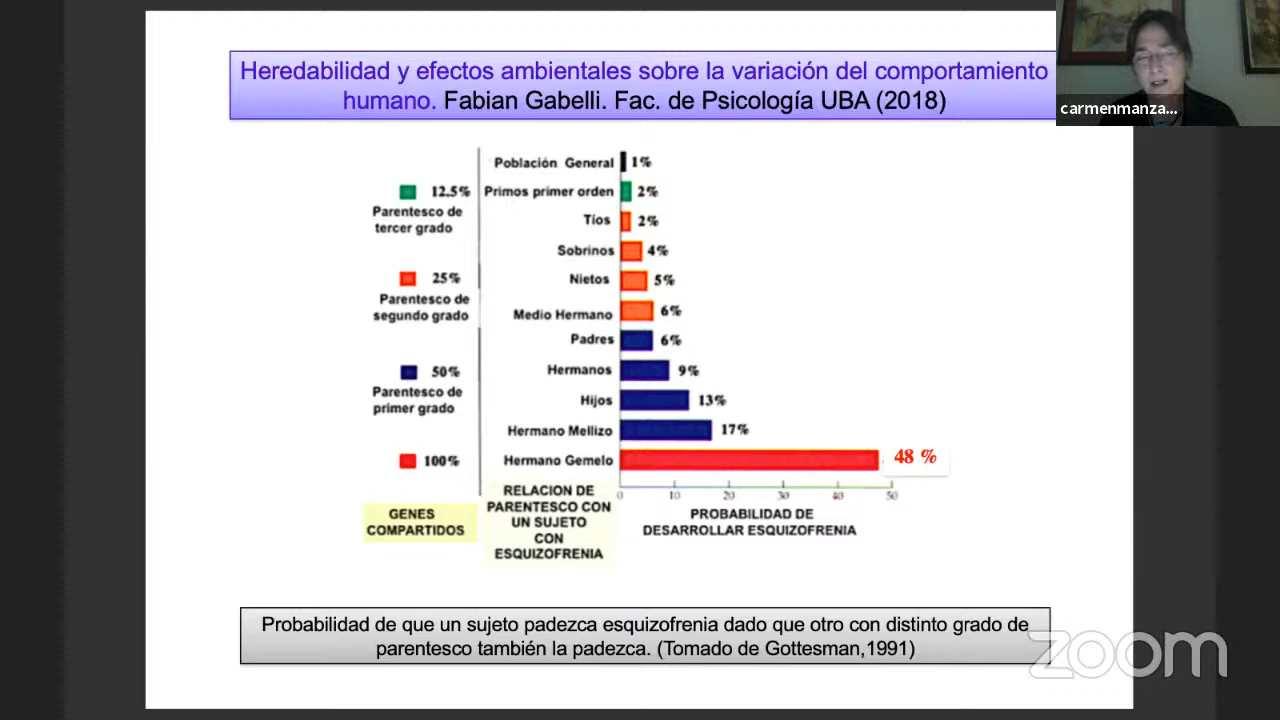 Heredabilidad y efectos ambientales sobre la variación del comportamiento
humano. Fabian Gabelli. Fac. de Psicología UBA (2018)
carmenmanza...
Población General 1%
12.5% Primos primer orden 2%
Parentesco de
tercer grado
Tíos 2%
Sobrinos 4%
25% Nietos 5%
Parentesco de
segundo grado
Medio Hermano 6%
Padres 6%
50% Hermanos 9%
Parentesco de
primer grado
Hijos 13%
Hermano Mellizo 17%
100% Hermano Gemelo 48 %
0 10 20 30 40 50
GENES
COMPARTIDOS
RELACION DE
PARENTESCO CON
UN SUJETO
CON
ESQUIZOFRENIA
PROBABILIDAD DE
DESARROLLAR ESQUIZOFRENIA
Probabilidad de que un sujeto padezca esquizofrenia dado que otro con distinto grado de
parentesco también la padezca. (Tomado de Gottesman,1991)
zoom